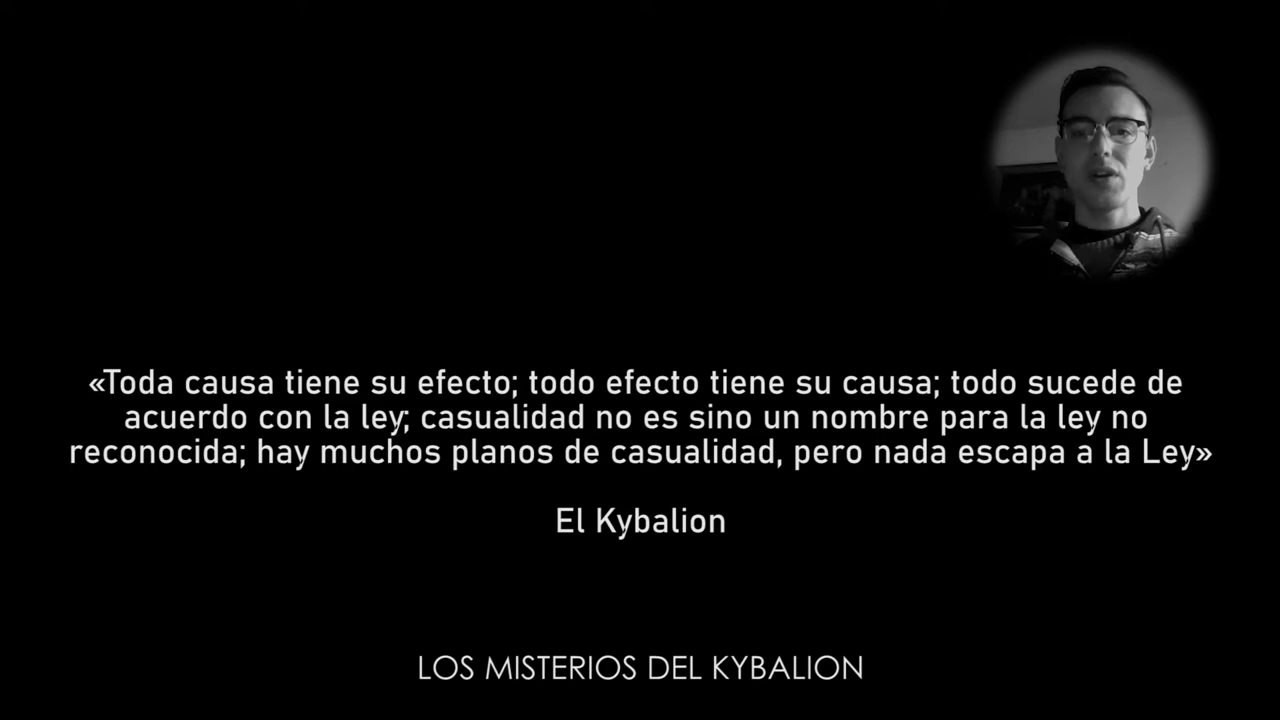 «Toda causa tiene su efecto; todo efecto tiene su causa; todo sucede de
acuerdo con la ley; casualidad no es sino un nombre para la ley no
reconocida; hay muchos planos de casualidad, pero nada escapa a la Ley»
El Kybalion
LOS MISTERIOS DEL KYBALION